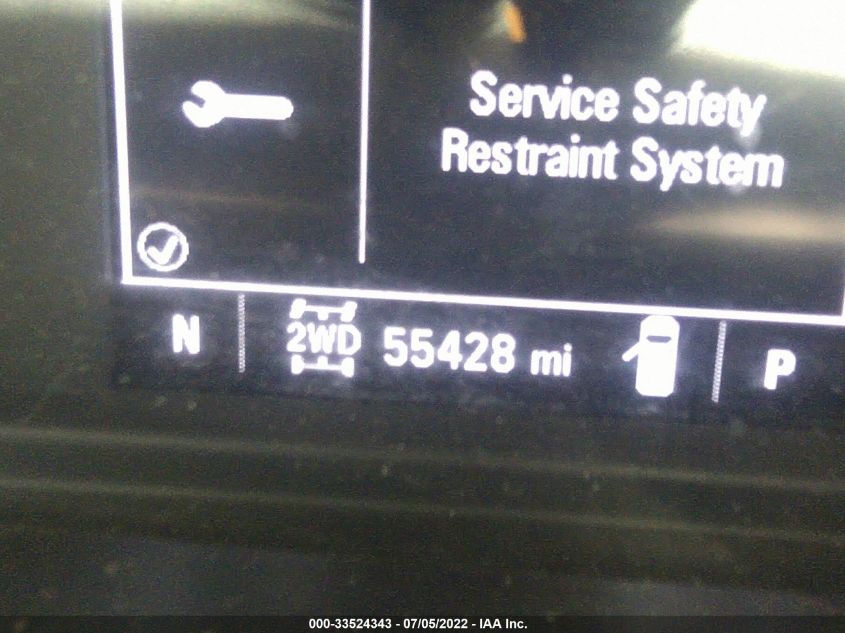 Service Safety
Restraint System
N 2WD 55428 mi P
000-33524343 - 07/05/2022 - IAA Inc.